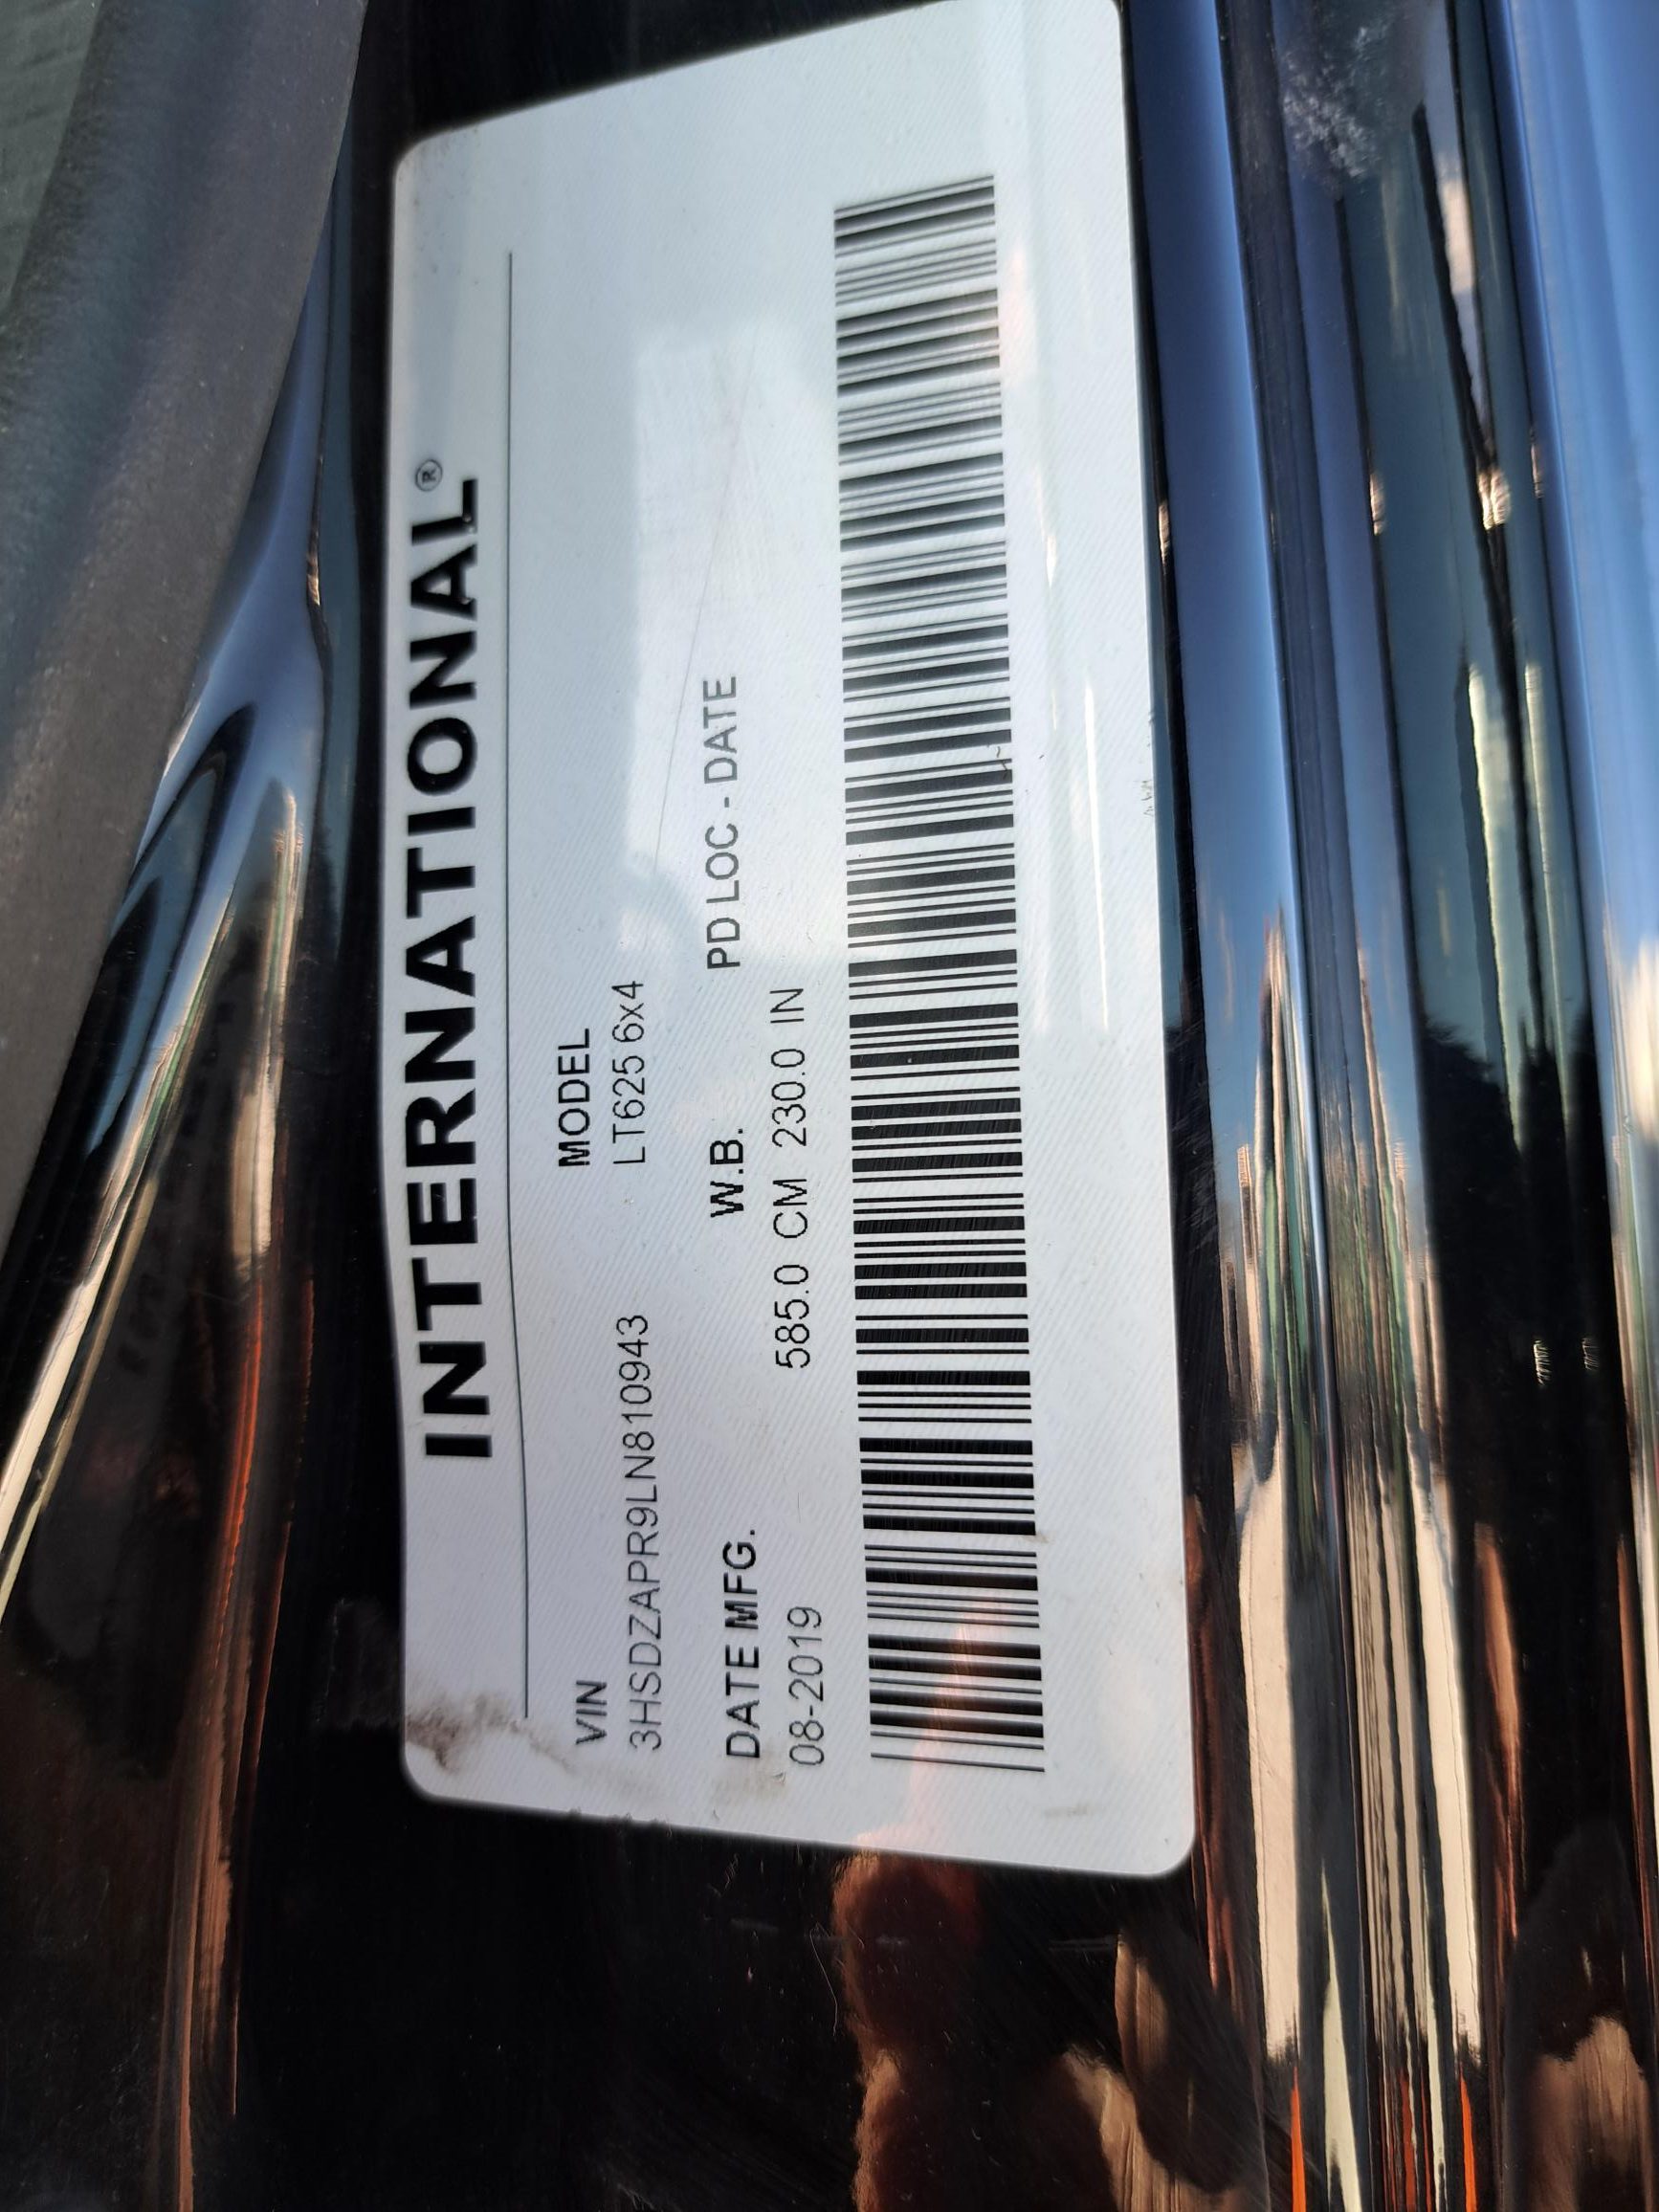 INTERNATIONAL®
VIN MODEL
3HSDZAPR9LN810943 LT625 6x4
DATE MFG. W.B. PD LOC - DATE
08-2019 585.0 CM 230.0 IN